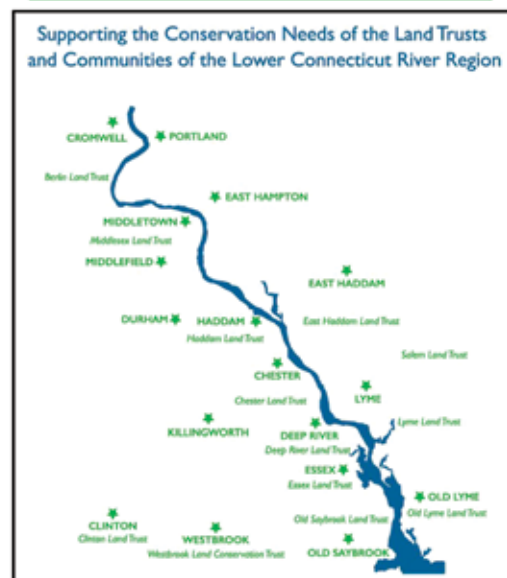 Supporting the Conservation Needs of the Land Trusts
and Communities of the Lower Connecticut River Region
CROMWELL
PORTLAND
Berlin Land Trust
EAST HAMPTON
MIDDLETOWN
Middlesex Land Trust
MIDDLEFIELD
EAST HADDAM
DURHAM
HADDAM
East Haddam Land Trust
Haddam Land Trust
Salem Land Trust
CHESTER
LYME
Chester Land Trust
KILLINGWORTH
DEEP RIVER
Lyme Land Trust
Deep River Land Trust
ESSEX
Essex Land Trust
OLD LYME
Old Lyme Land Trust
CLINTON
Old Saybrook Land Trust
WESTBROOK
Clinton Land Trust
OLD SAYBROOK
Westbrook Land Conservation Trust